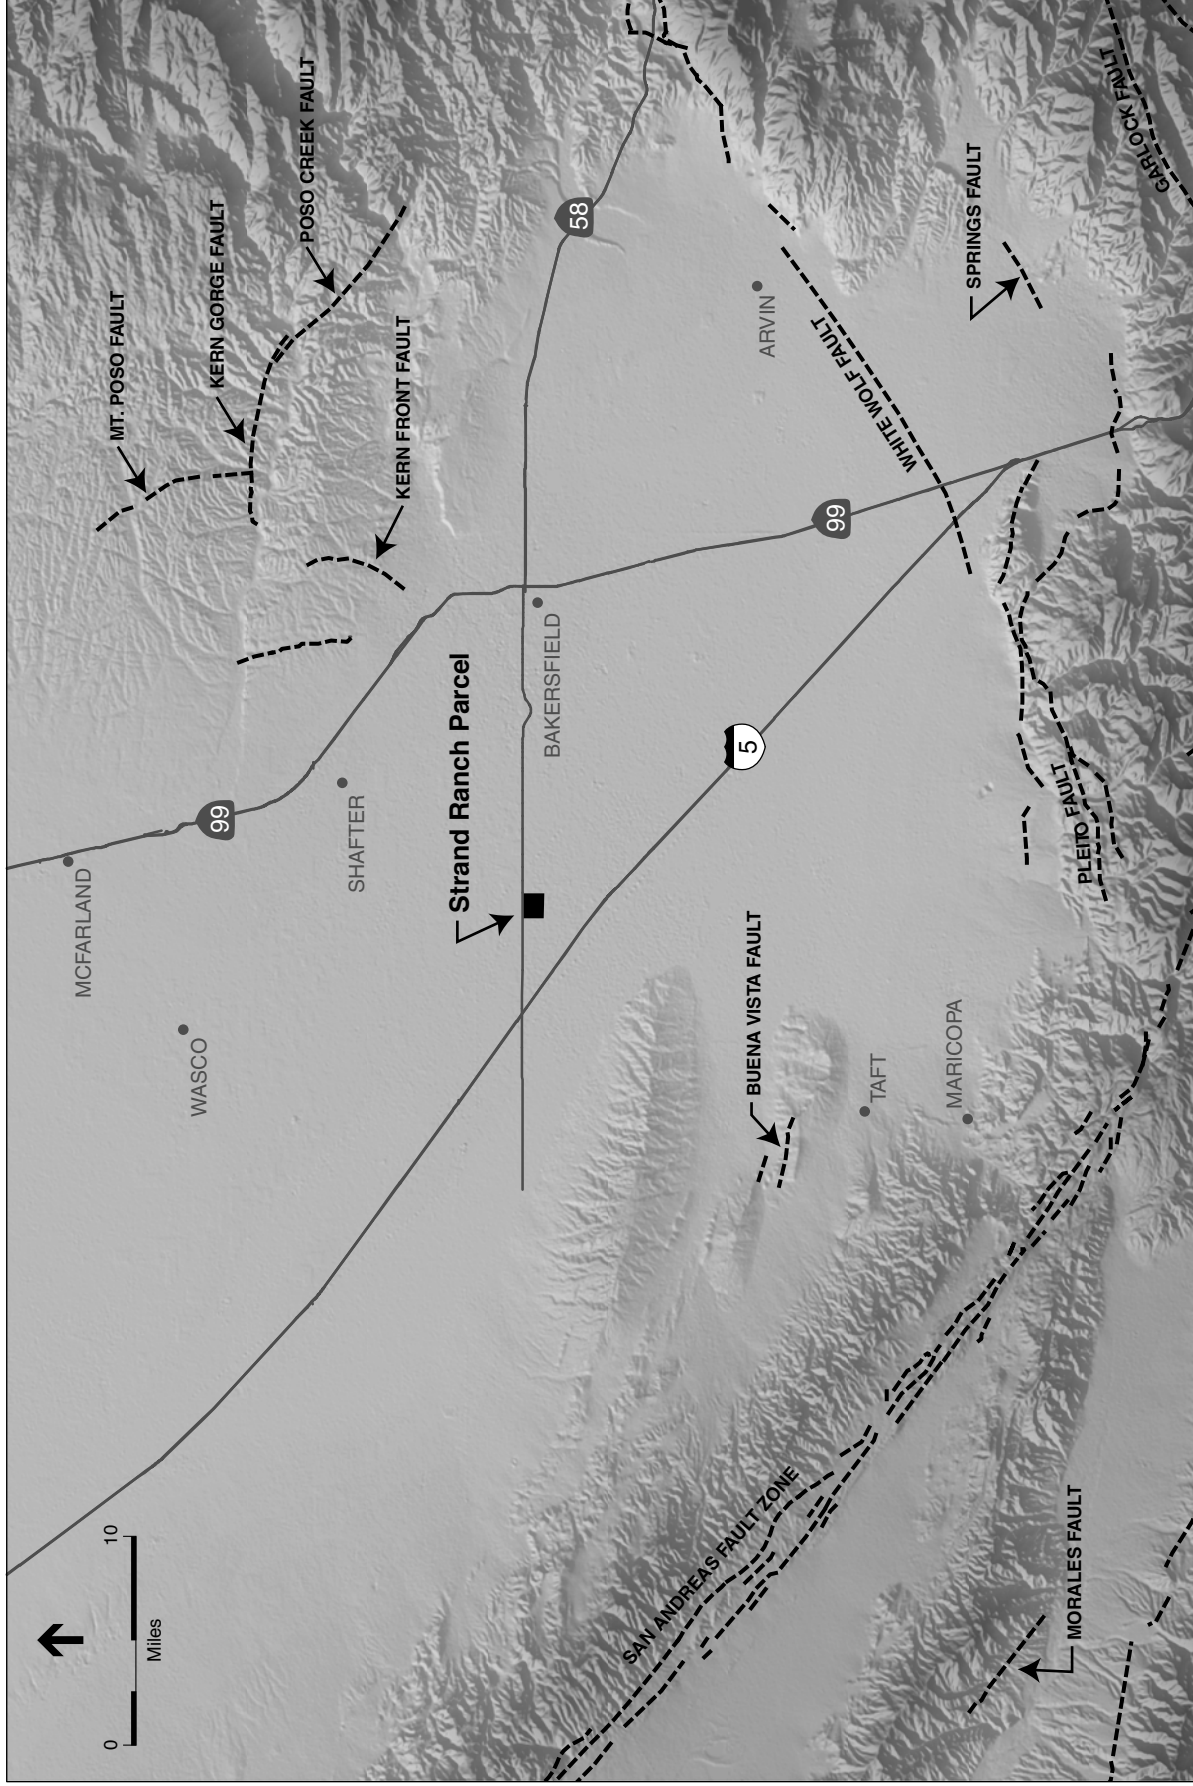 0
10
Miles
MCFARLAND
WASCO
99
SHAFTER
MT. POSO FAULT
KERN GORGE FAULT
POSO CREEK FAULT
KERN FRONT FAULT
Strand Ranch Parcel
BAKERSFIELD
58
5
99
ARVIN
WHITE WOLF FAULT
SPRINGS FAULT
GARLOCK FAULT
PLEITO FAULT
BUENA VISTA FAULT
TAFT
MARICOPA
SAN ANDREAS FAULT ZONE
MORALES FAULT